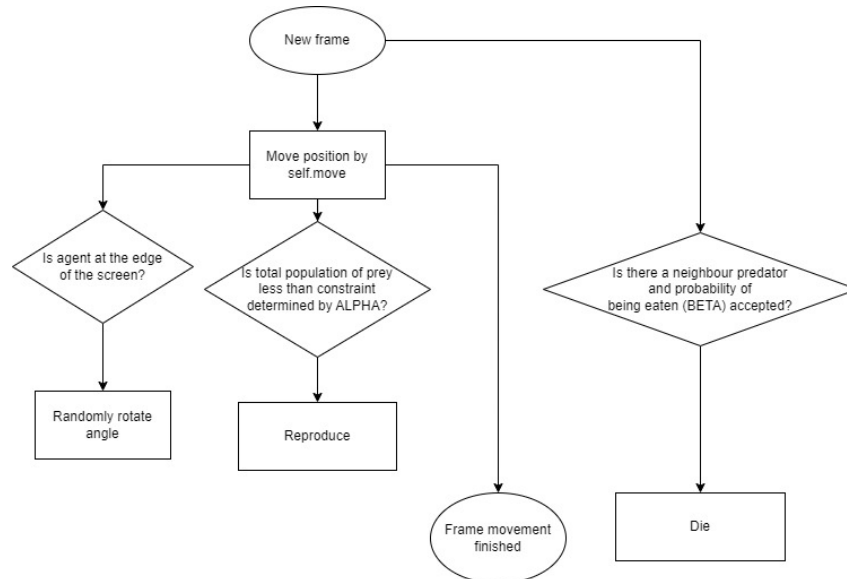 New frame
Move position by
self.move
Is agent at the edge
of the screen?
Is total population of prey
less than constraint
determined by ALPHA?
Is there a neighbour predator
and probability of
being eaten (BETA) accepted?
Randomly rotate
angle
Reproduce
Frame movement
finished
Die